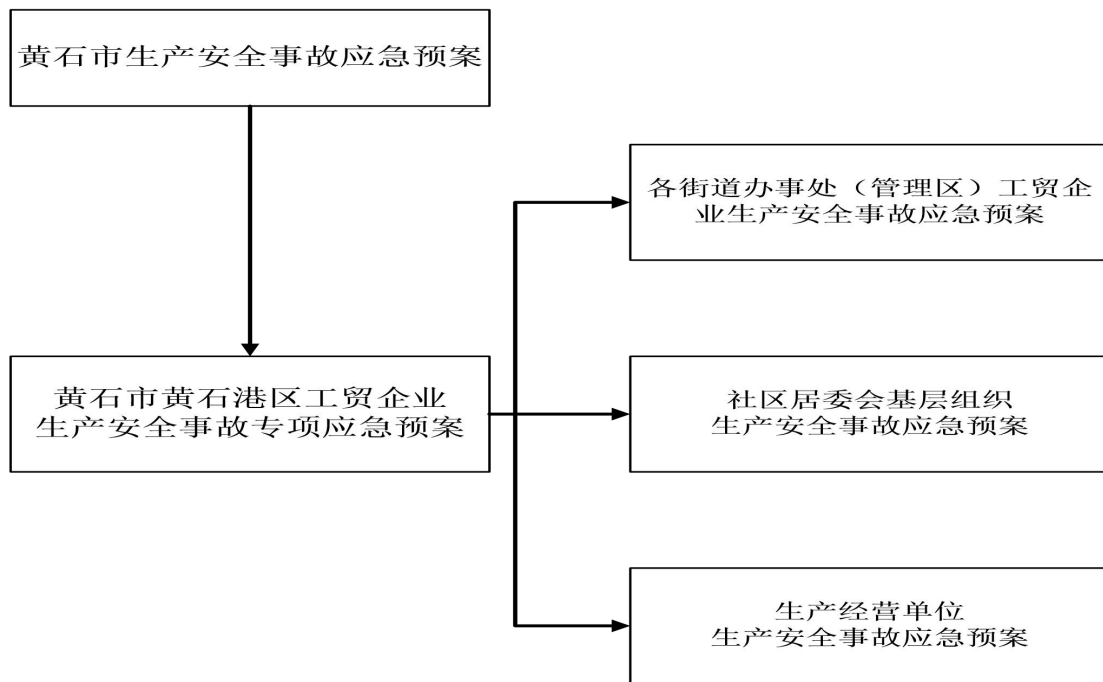 黄石市生产安全事故应急预案
各街道办事处（管理区）工贸企
业生产安全事故应急预案
黄石市黄石港区工贸企业
生产安全事故专项应急预案
社区居委会基层组织
生产安全事故应急预案
生产经营单位
生产安全事故应急预案